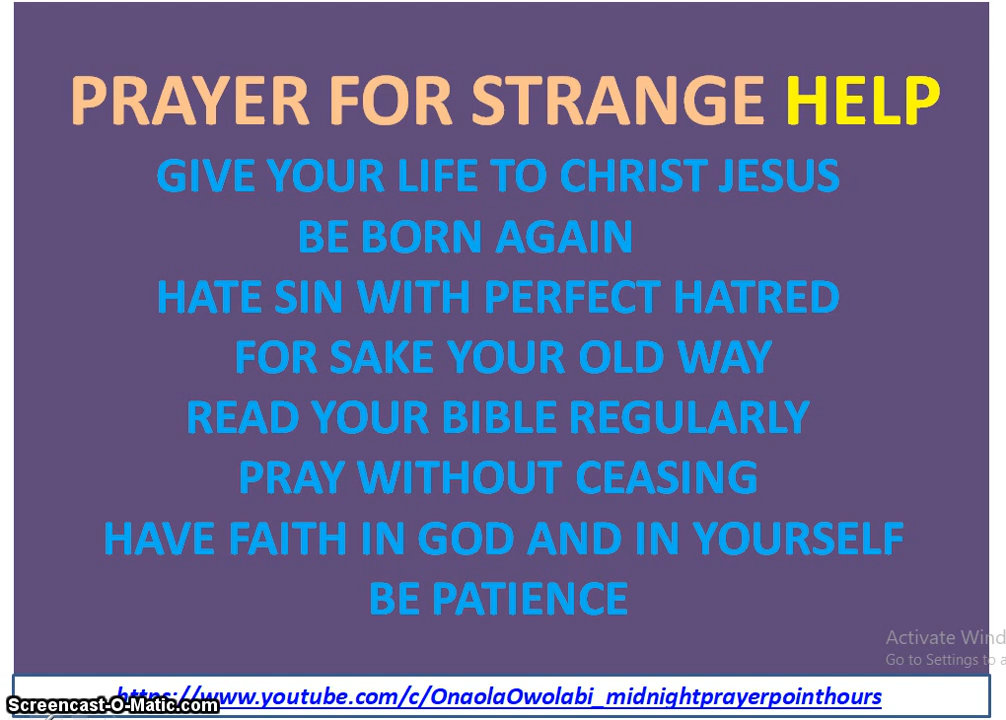 PRAYER FOR STRANGE HELP
GIVE YOUR LIFE TO CHRIST JESUS
BE BORN AGAIN
HATE SIN WITH PERFECT HATRED
FOR SAKE YOUR OLD WAY
READ YOUR BIBLE REGULARLY
PRAY WITHOUT CEASING
HAVE FAITH IN GOD AND IN YOURSELF
BE PATIENCE
Activate Wind
Go to Settings to a
https://www.youtube.com/c/OnaolaOwolabi_midnightprayerpointhours
Screencast-O-Matic.com